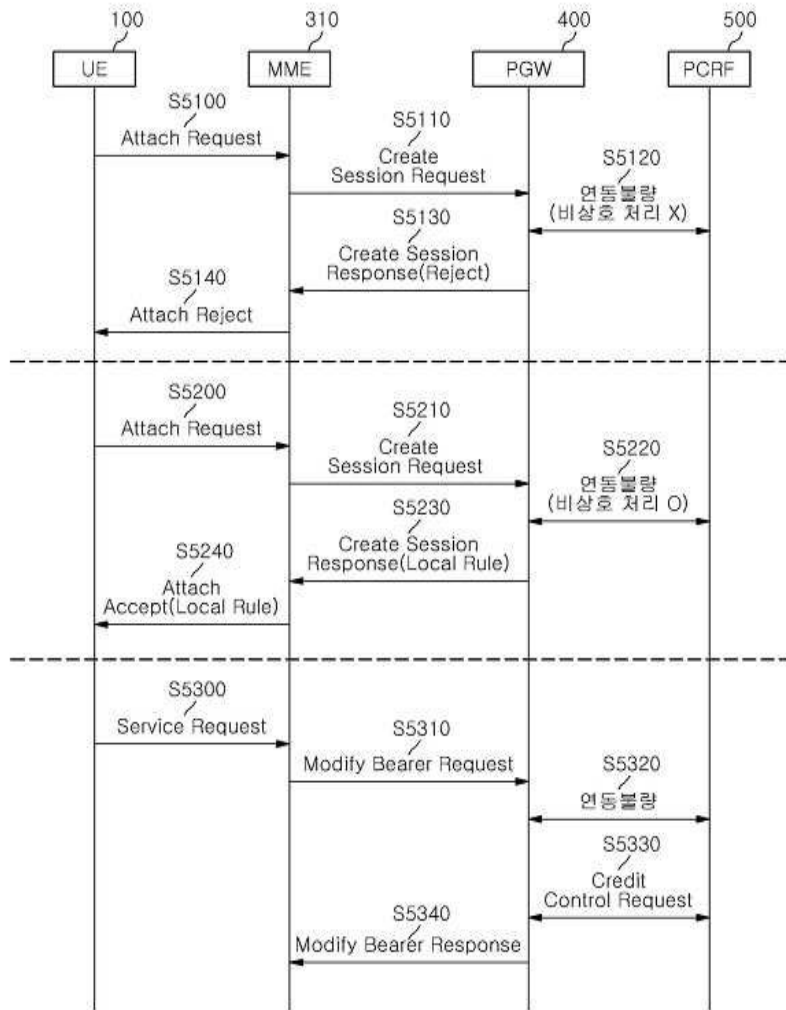 100
310
400
500
UE
MME
PGW
PCRF
S5100
Attach Request
S5110
Create
Session Request
S5120
연동불량
(비상호 처리 X)
S5130
Create Session
Response(Reject)
S5140
Attach Reject
S5200
Attach Request
S5210
Create
Session Request
S5220
연동불량
(비상호 처리 O)
S5230
Create Session
Response(Local Rule)
S5240
Attach
Accept(Local Rule)
S5300
Service Request
S5310
Modify Bearer Request
S5320
연동불량
S5330
Credit
Control Request
S5340
Modify Bearer Response